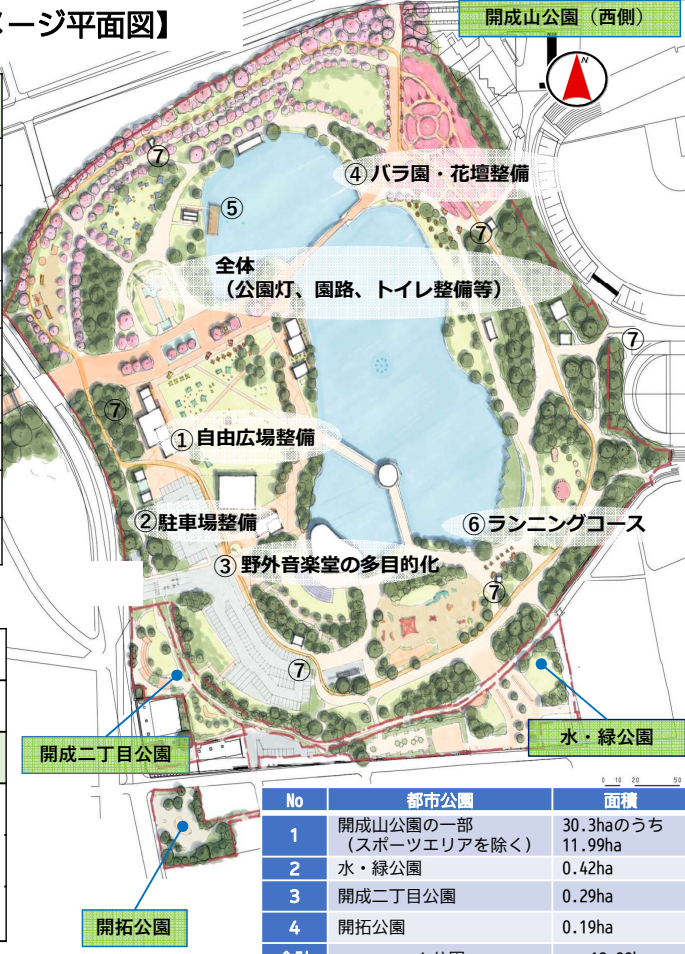 メージ平面図】
開成山公園（西側）
N
⑦
④バラ園・花壇整備
⑤
⑦
全体
（公園灯、園路、トイレ整備等）
⑦
⑦
①自由広場整備
②駐車場整備
⑥ランニングコース
③野外音楽堂の多目的化
⑦
⑦
開成二丁目公園
水・緑公園
0 10 20 50
No 都市公園 面積
1 開成山公園の一部
（スポーツエリアを除く） 30.3haのうち
11.99ha
2 水・緑公園 0.42ha
3 開成二丁目公園 0.29ha
4 開拓公園 0.19ha
開拓公園